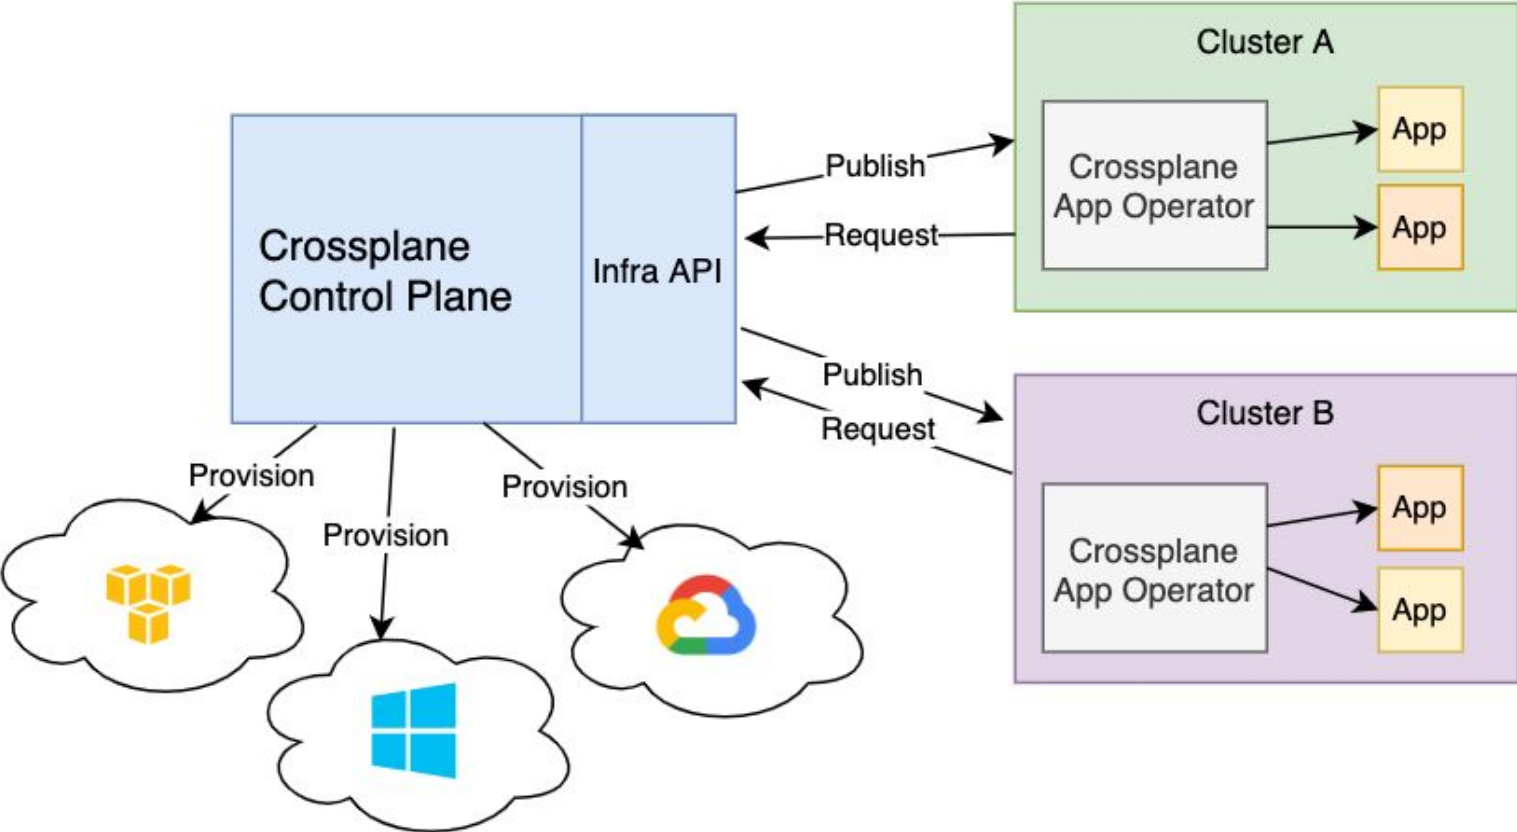 Cluster A
Crossplane
App Operator
App
App
Publish
Request
Crossplane
Control Plane
Infra API
Publish
Request
Cluster B
Crossplane
App Operator
App
App
Provision
Provision
Provision